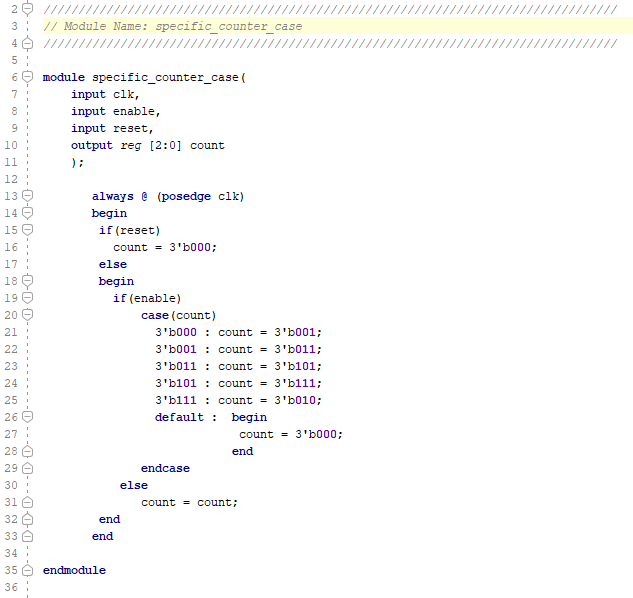 2 //////////////////////////////////////////////////////////////////////////////////
3 // Module Name: specific_counter_case
4 //////////////////////////////////////////////////////////////////////////////////
5
6 module specific_counter_case(
7     input clk,
8     input enable,
9     input reset,
10     output reg [2:0] count
11     );
12
13        always @ (posedge clk)
14        begin
15         if(reset)
16           count = 3'b000;
17         else
18         begin
19           if(enable)
20               case(count)
21                 3'b000 : count = 3'b001;
22                 3'b001 : count = 3'b011;
23                 3'b011 : count = 3'b101;
24                 3'b101 : count = 3'b111;
25                 3'b111 : count = 3'b010;
26                 default :  begin
27                             count = 3'b000;
28                            end
29               endcase
30            else
31               count = count;
32         end
33        end
34
35 endmodule
36